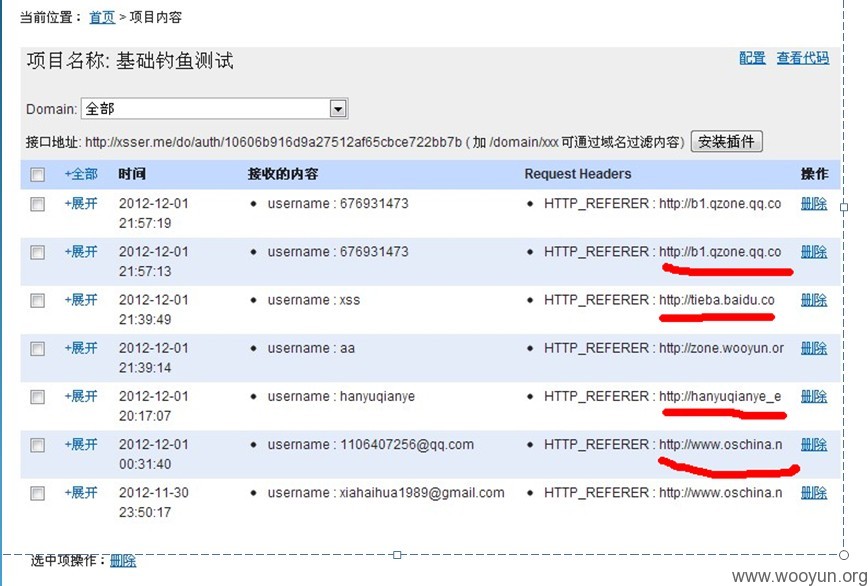 当前位置： 首页 > 项目内容
项目名称: 基础钓鱼测试 配置 查看代码
Domain: 全部
接口地址: http://xsser.me/do/auth/10606b916d9a27512af65cbce722bb7b ( 加 /domain/xxx 可通过域名过滤内容) 安装插件
+全部 时间 接收的内容 Request Headers 操作
+展开 2012-12-01 username : 676931473 HTTP_REFERER : http://b1.qzone.qq.co 删除
21:57:19
+展开 2012-12-01 username : 676931473 HTTP_REFERER : http://b1.qzone.qq.co 删除
21:57:13
+展开 2012-12-01 username : xss HTTP_REFERER : http://tieba.baidu.co 删除
21:39:49
+展开 2012-12-01 username : aa HTTP_REFERER : http://zone.wooyun.or 删除
21:39:14
+展开 2012-12-01 username : hanyuqianye HTTP_REFERER : http://hanyuqianye_e 删除
20:17:07
+展开 2012-12-01 username : 1106407256@qq.com HTTP_REFERER : http://www.oschina.n 删除
00:31:40
+展开 2012-11-30 username : xiahaihua1989@gmail.com HTTP_REFERER : http://www.oschina.n 删除
23:50:17
选中项操作：删除
www.wooyun.org